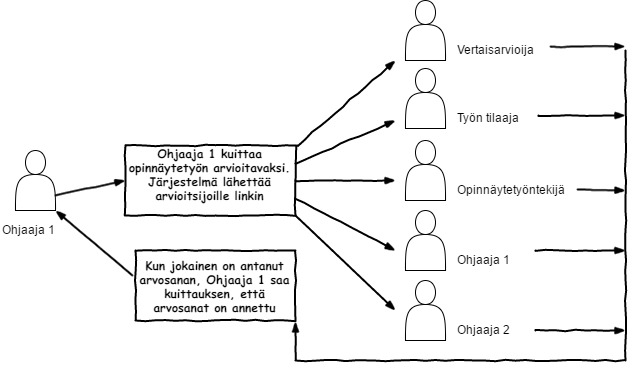 Ohjaaja 1
Ohjaaja 1 kuittaa
opinnäytetyön arvioitavaksi.
Järjestelmä lähettää
arvioitsijoille linkin
Kun jokainen on antanut
arvosanan, Ohjaaja 1 saa
kuittauksen, että
arvosanat on annettu
Vertaisarvioija
Työn tilaaja
Opinnäytetyöntekijä
Ohjaaja 1
Ohjaaja 2